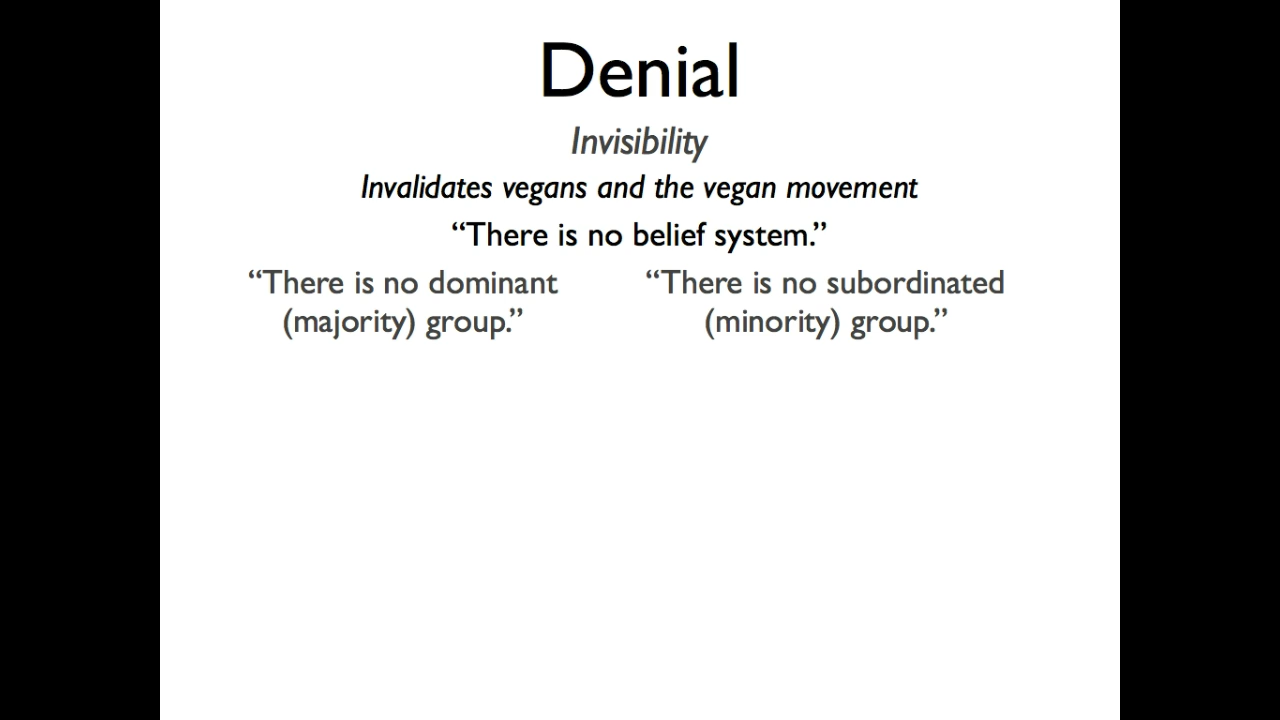 Denial
Invisibility
Invalidates vegans and the vegan movement
“There is no belief system.”
“There is no dominant
(majority) group.”
“There is no subordinated
(minority) group.”